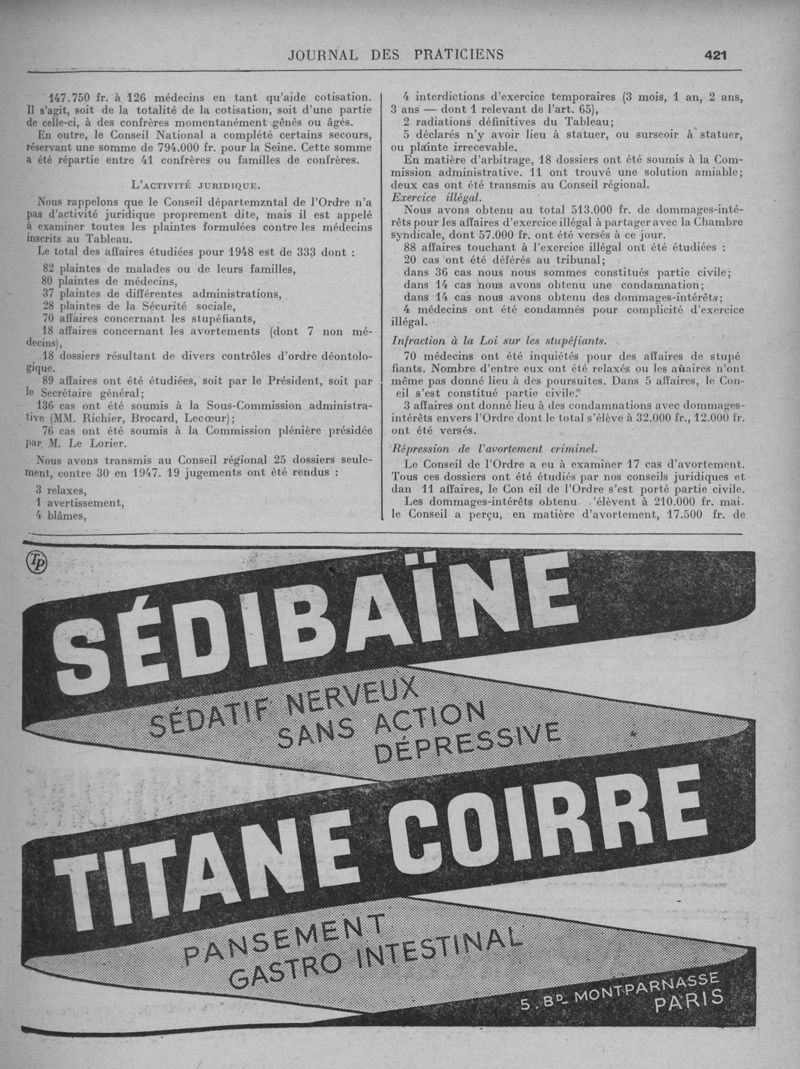 JOURNAL DES PRATICIENS
421
147.750 fr. à 126 médecins en tant qu'aide cotisation.
Il s'agit, soit de la totalité de la cotisation, soit d'une partie
de celle-ci, à des confrères momentanément gênés ou âgés.
En outre, le Conseil National a complété certains secours,
réservant une somme de 794.000 fr. pour la Seine. Cette somme
a été répartie entre 41 confrères ou familles de confrères.
L'ACTIVITÉ JURIDIQUE.
Nous rappelons que le Conseil départemzntal de l'Ordre n'a
pas d'activité juridique proprement dite, mais il est appelé
à examiner toutes les plaintes formulées contre les médecins
inscrits au Tableau.
Le total des affaires étudiées pour 1948 est de 333 dont :
82 plaintes de malades ou de leurs familles,
80 plaintes de médecins,
37 plaintes de différentes administrations,
28 plaintes de la Sécurité sociale,
70 affaires concernant les stupéfiants,
18 affaires concernant les avortements (dont 7 non mé-
decins),
18 dossiers résultant de divers contrôles d'ordre déontolo-
gique.
89 affaires ont été étudiées, soit par le Président, soit par
le Secrétaire général;
136 cas ont été soumis à la Sous-Commission administra-
tive (MM. Richier, Brocard, Lecœur);
76 cas ont été soumis à la Commission plénière présidée
par M. Le Lorier.
Nous avons transmis au Conseil régional 25 dossiers seule-
ment, contre 30 en 1947. 19 jugements ont été rendus :
3 relaxes,
1 avertissement,
4 blâmes,
4 interdictions d'exercice temporaires (3 mois, 1 an, 2 ans,
3 ans — dont 1 relevant de l'art. 65),
2 radiations définitives du Tableau;
5 déclarés n'y avoir lieu à statuer, ou surseoir à statuer,
ou plainte irrecevable.
En matière d'arbitrage, 18 dossiers ont été soumis à la Com-
mission administrative. 11 ont trouvé une solution amiable;
deux cas ont été transmis au Conseil régional.
Exercice illégal.
Nous avons obtenu au total 513.000 fr. de dommages-inté-
rêts pour les affaires d'exercice illégal à partager avec la Chambre
syndicale, dont 57.000 fr. ont été versés à ce jour.
88 affaires touchant à l'exercice illégal ont été étudiées :
20 cas ont été déférés au tribunal;
dans 36 cas nous nous sommes constitués partie civile;
dans 14 cas nous avons obtenu une condamnation;
dans 14 cas nous avons obtenu des dommages-intérêts;
4 médecins ont été condamnés pour complicité d'exercice
illégal.
Infraction à la Loi sur les stupéfiants.
70 médecins ont été inquiétés pour des affaires de stupé
fiants. Nombre d'entre eux ont été relaxés ou les affaires n'ont
même pas donné lieu à des poursuites. Dans 5 affaires, le Con-
eil s'est constitué partie civile.
3 affaires ont donné lieu à des condamnations avec dommages-
intérêts envers l'Ordre dont le total s'élève à 32.000 fr., 12.000 fr.
ont été versés.
Répression de l'avortement criminel.
Le Conseil de l'Ordre a eu à examiner 17 cas d'avortement.
Tous ces dossiers ont été étudiés par nos conseils juridiques et
dan 11 affaires, le Con eil de l'Ordre s'est porté partie civile.
Les dommages-intérêts obtenu 'élèvent à 210.000 fr. mai.
le Conseil a perçu, en matière d'avortement, 17.500 fr. de
TP
SÉDIBAÏNE
SÉDATIF NERVEUX
SANS ACTION
DÉPRESSIVE
TITANE COIRRE
PANSEMENT
GASTRO INTESTINAL
5. BD MONTPARNASSE
PARIS